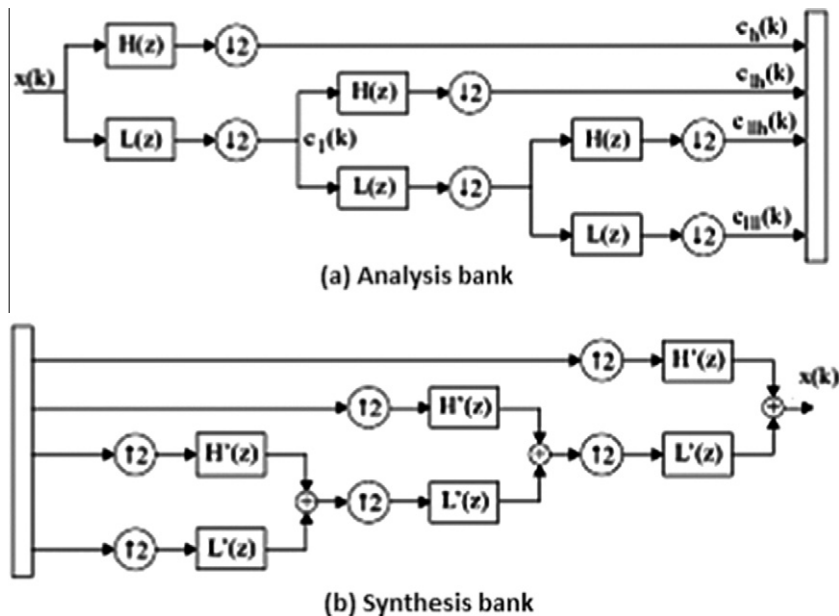 c_h(k)
H(z) ↓2
x(k)
c_lh(k)
H(z) ↓2
L(z) ↓2 c_l(k)
c_llh(k)
H(z) ↓2
L(z) ↓2
c_lll(k)
L(z) ↓2
(a) Analysis bank
↑2 H'(z)
x(k)
↑2 H'(z) +
↑2 H'(z) + ↑2 L'(z)
+ ↑2 L'(z)
↑2 L'(z)
(b) Synthesis bank